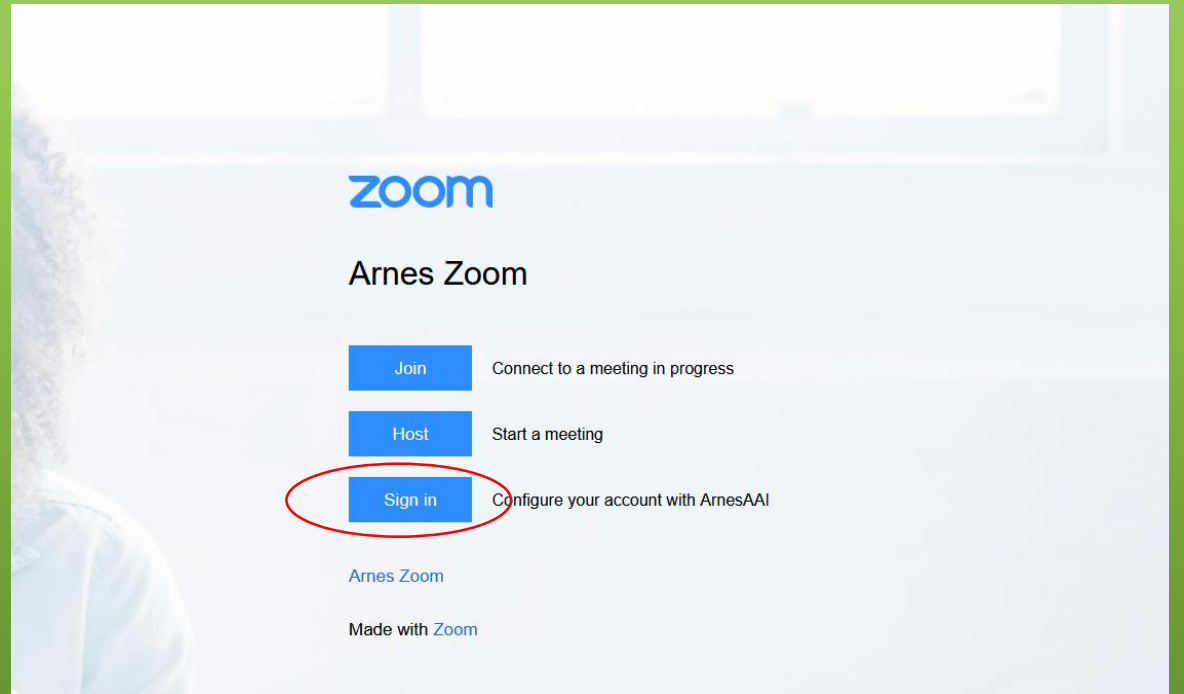 zoom
Arnes Zoom
Join Connect to a meeting in progress
Host Start a meeting
Sign in Configure your account with ArnesAAI
Arnes Zoom
Made with Zoom